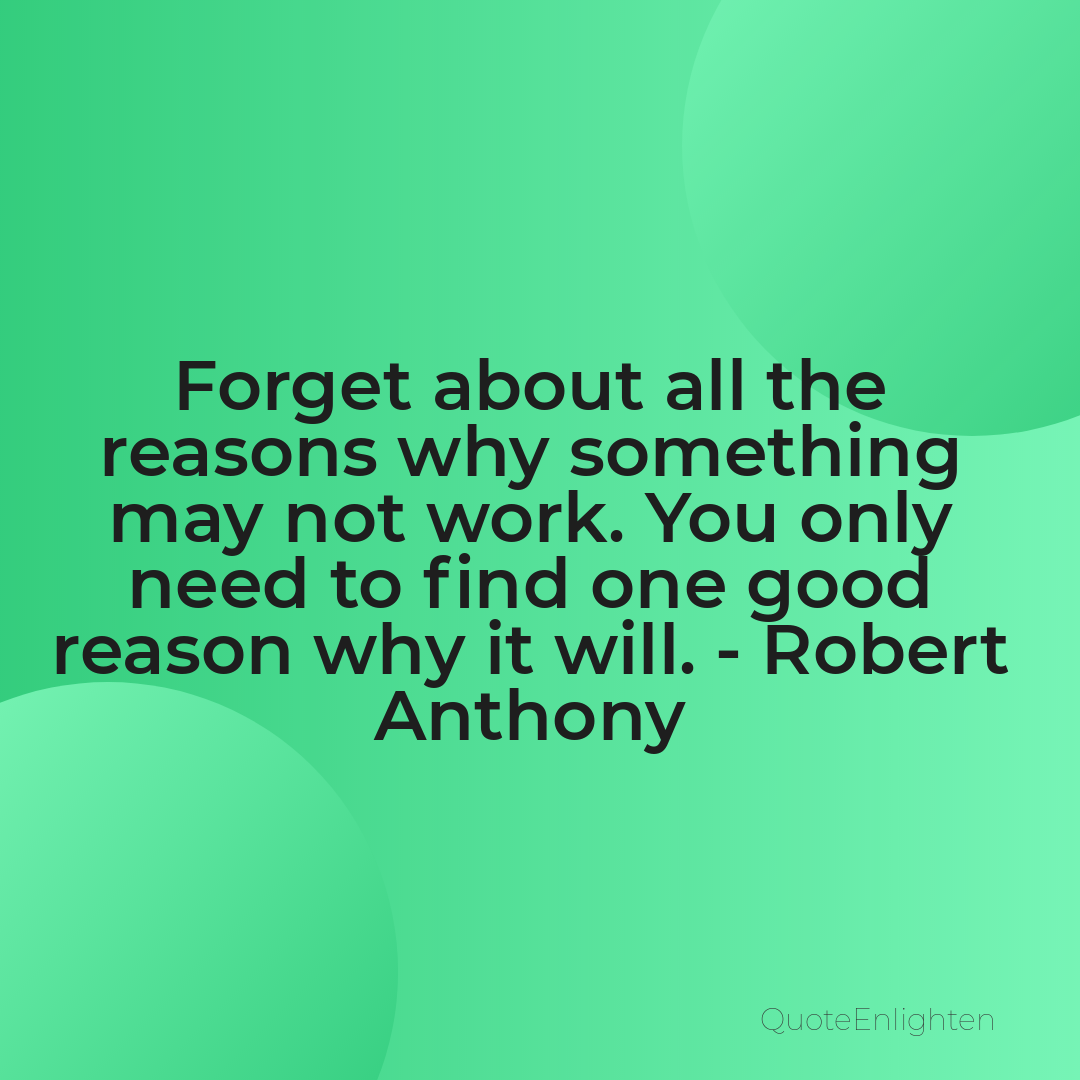 Forget about all the
reasons why something
may not work. You only
need to find one good
reason why it will. - Robert
Anthony
QuoteEnlighten